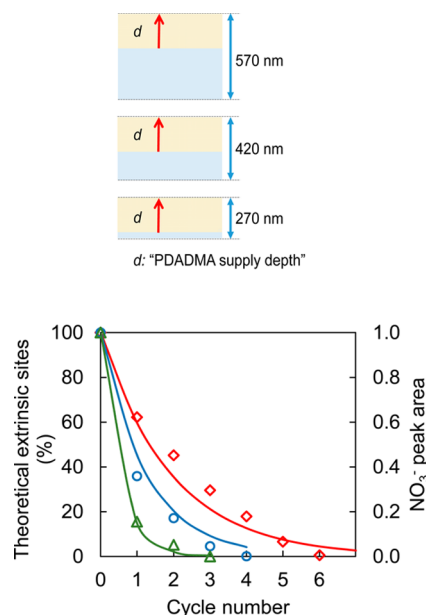 d
570 nm
d
420 nm
d
270 nm
d: “PDADMA supply depth”
Theoretical extrinsic sites
(%)
100
80
60
40
20
0
1.0
0.8
0.6
0.4
0.2
0.0
NO₃⁻ peak area
0 1 2 3 4 5 6
Cycle number